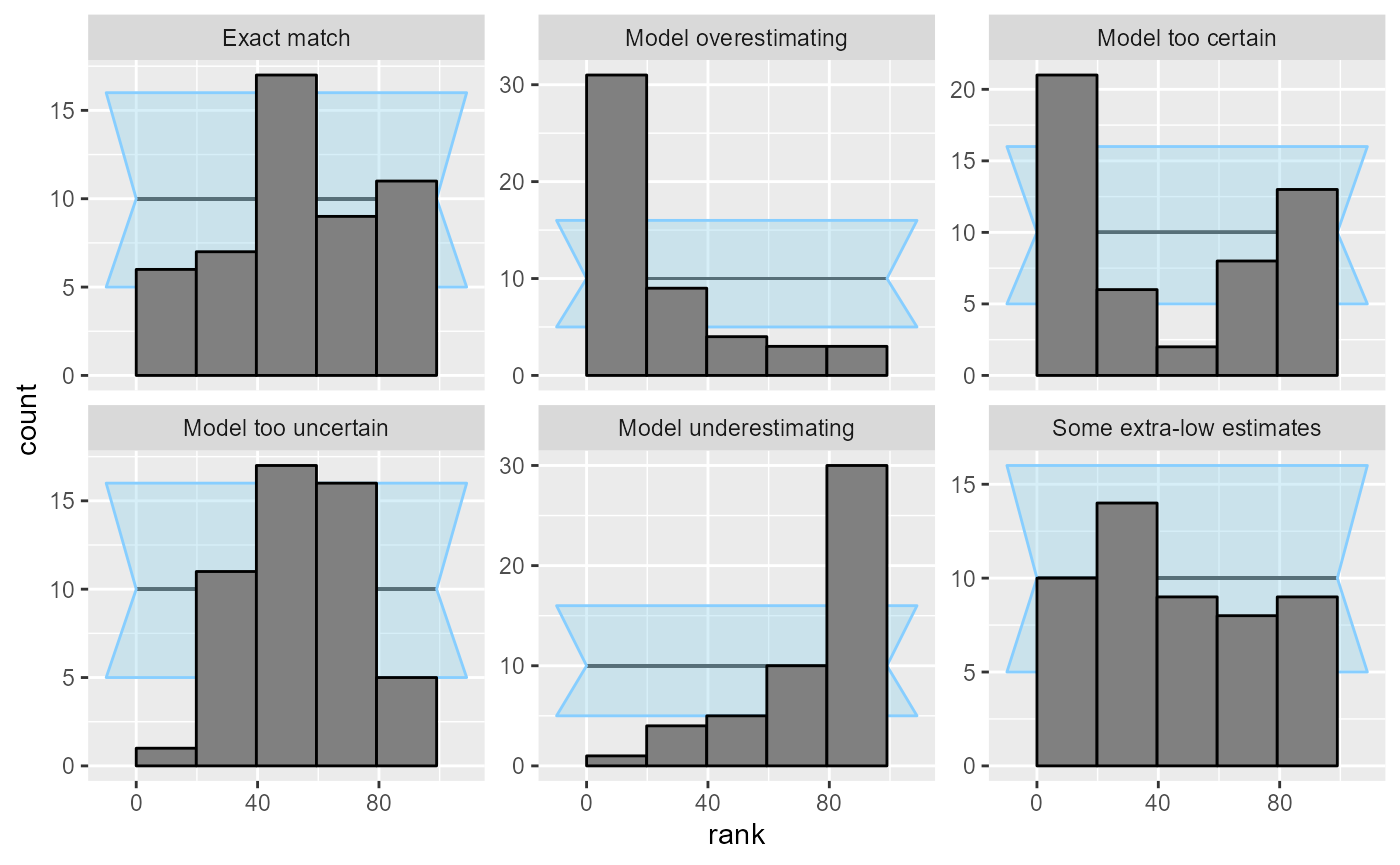 Exact match
Model overestimating
Model too certain
15
10
5
0
30
20
10
0
20
15
10
5
0
count
Model too uncertain
Model underestimating
Some extra-low estimates
15
10
5
0
30
20
10
0
15
10
5
0
0 40 80
0 40 80
0 40 80
rank